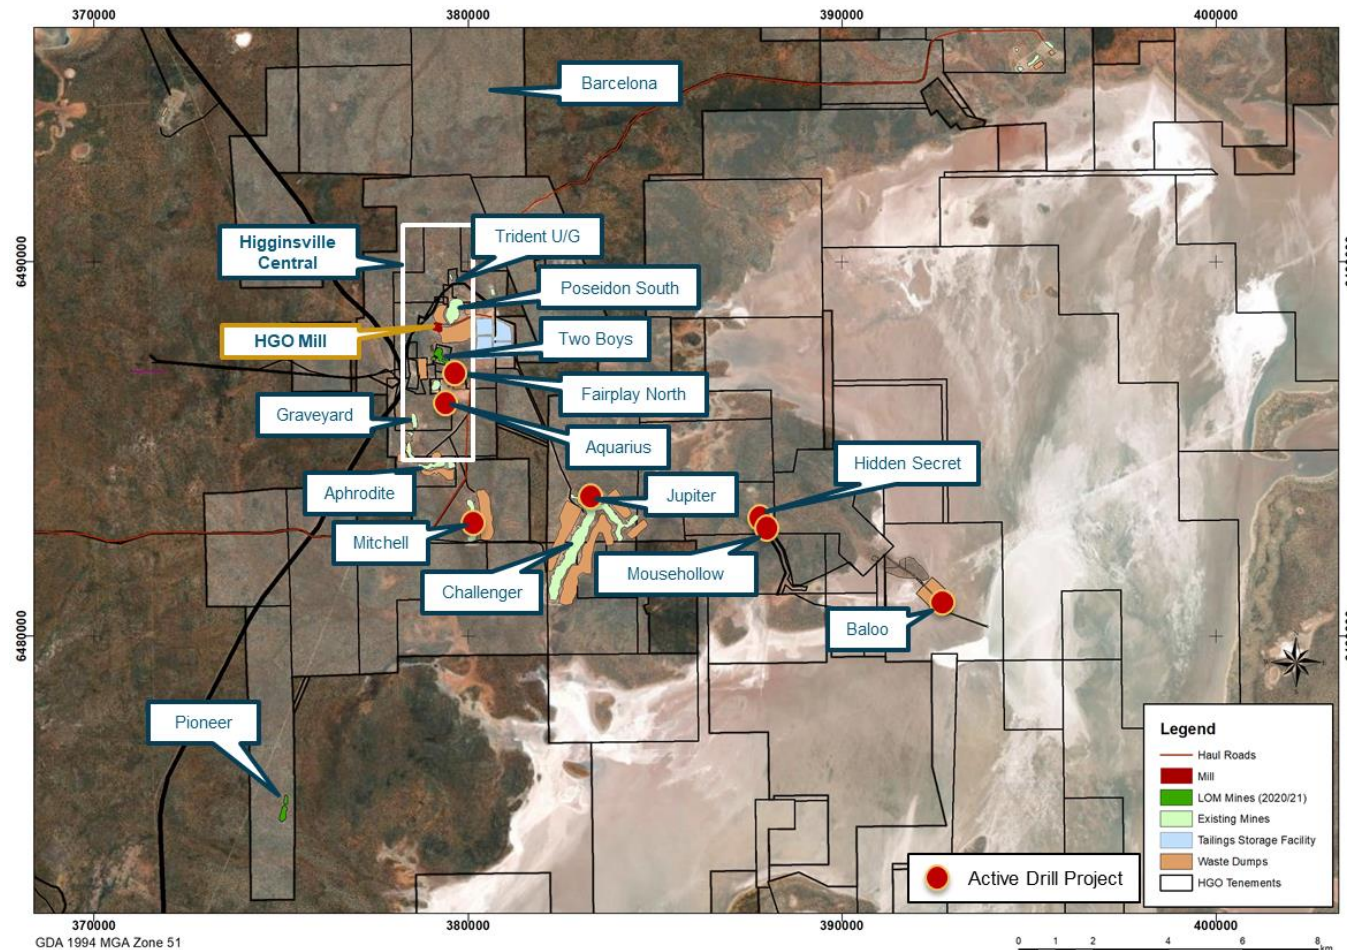 370000
380000
390000
400000
Barcelona
Trident U/G
Higginsville
Central
6490000
Poseidon South
HGO Mill
Two Boys
Fairplay North
Graveyard
Aquarius
Hidden Secret
Aphrodite
Jupiter
Mitchell
Mousehollow
Challenger
Baloo
6480000
Pioneer
Legend
Haul Roads
Mill
LOM Mines (2020/21)
Existing Mines
Tailings Storage Facility
Waste Dumps
HGO Tenements
Active Drill Project
370000
380000
390000
400000
GDA 1994 MGA Zone 51
0 1 2 4 6 8
km